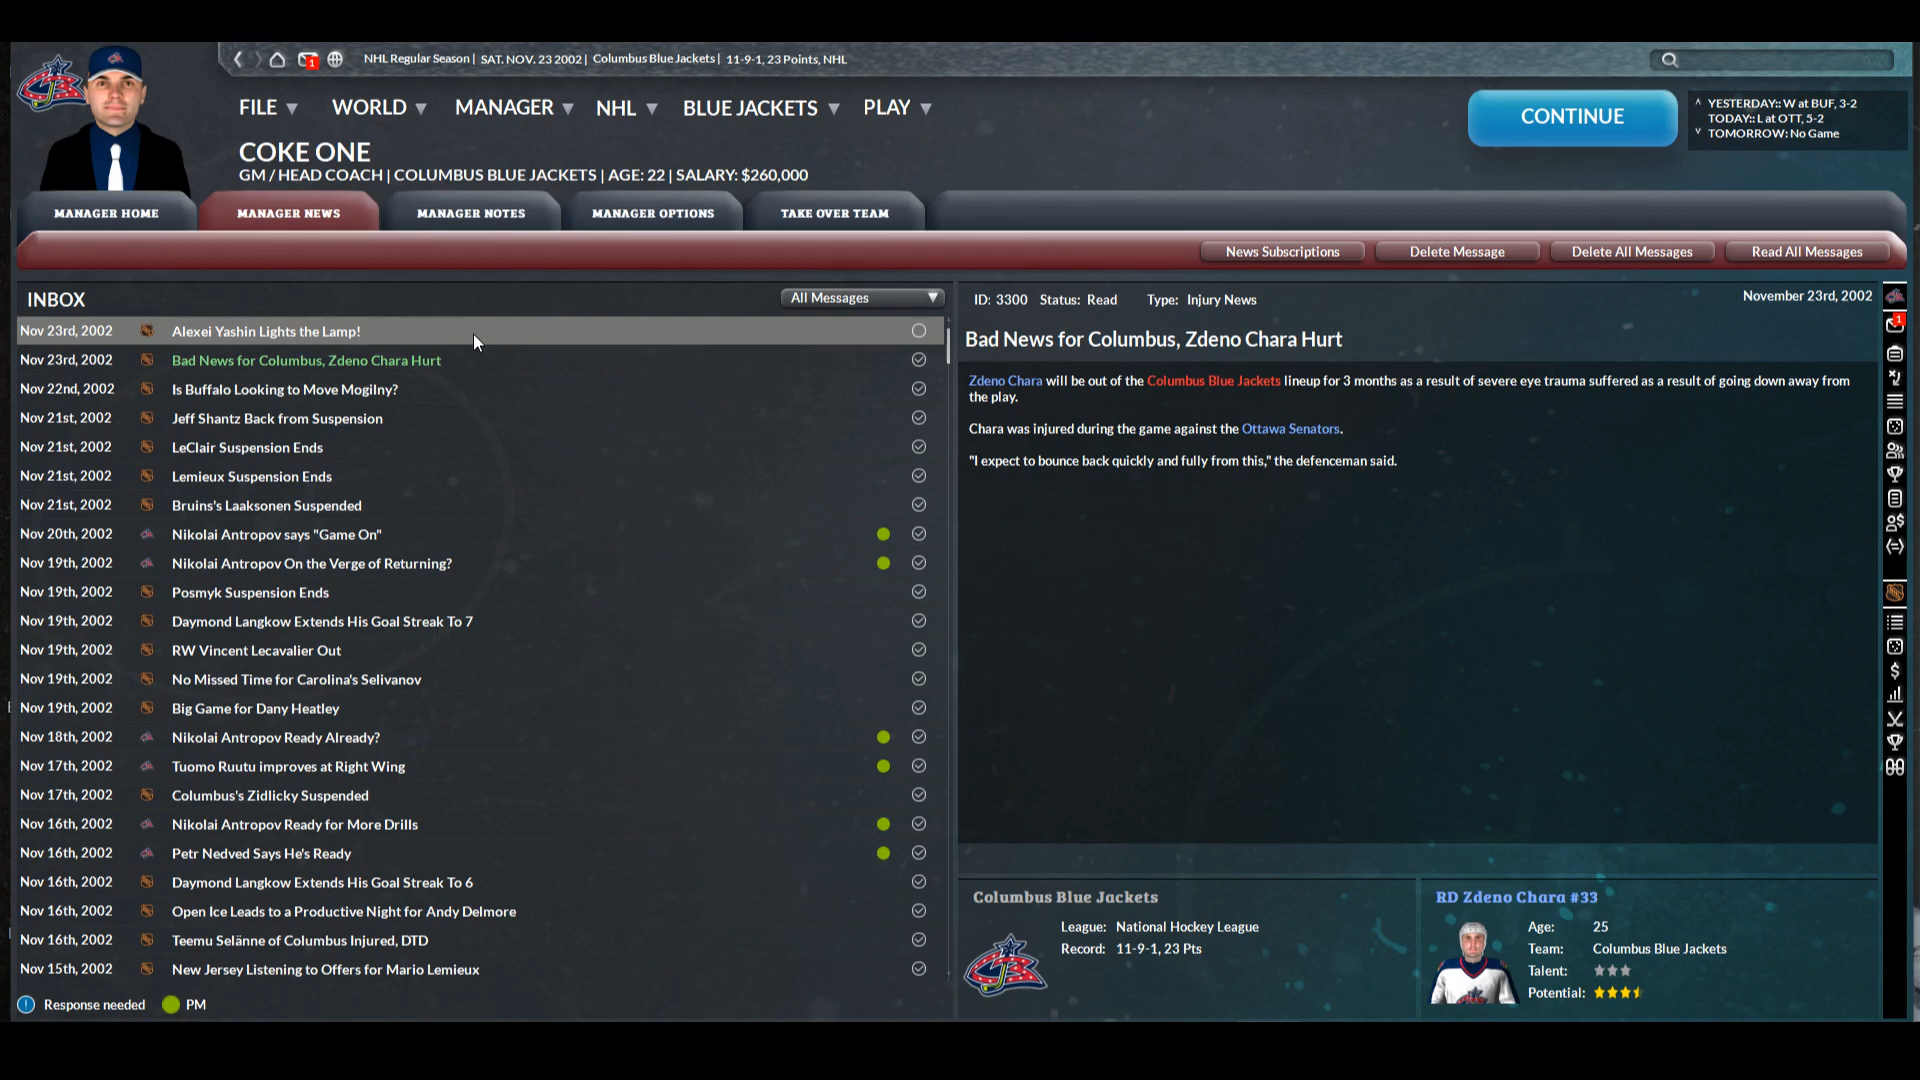 1
NHL Regular Season | SAT. NOV. 23 2002 | Columbus Blue Jackets | 11-9-1, 23 Points, NHL
FILE WORLD MANAGER NHL BLUE JACKETS PLAY
CONTINUE
YESTERDAY:: W at BUF, 3-2
TODAY:: L at OTT, 5-2
TOMORROW: No Game
COKE ONE
GM / HEAD COACH | COLUMBUS BLUE JACKETS | AGE: 22 | SALARY: $260,000
MANAGER HOME MANAGER NEWS MANAGER NOTES MANAGER OPTIONS TAKE OVER TEAM
News Subscriptions Delete Message Delete All Messages Read All Messages
INBOX All Messages
Nov 23rd, 2002 Alexei Yashin Lights the Lamp!
Nov 23rd, 2002 Bad News for Columbus, Zdeno Chara Hurt
Nov 22nd, 2002 Is Buffalo Looking to Move Mogilny?
Nov 21st, 2002 Jeff Shantz Back from Suspension
Nov 21st, 2002 LeClair Suspension Ends
Nov 21st, 2002 Lemieux Suspension Ends
Nov 21st, 2002 Bruins's Laaksonen Suspended
Nov 20th, 2002 Nikolai Antropov says "Game On"
Nov 19th, 2002 Nikolai Antropov On the Verge of Returning?
Nov 19th, 2002 Posmyk Suspension Ends
Nov 19th, 2002 Daymond Langkow Extends His Goal Streak To 7
Nov 19th, 2002 RW Vincent Lecavalier Out
Nov 19th, 2002 No Missed Time for Carolina's Selivanov
Nov 19th, 2002 Big Game for Dany Heatley
Nov 18th, 2002 Nikolai Antropov Ready Already?
Nov 17th, 2002 Tuomo Ruutu improves at Right Wing
Nov 17th, 2002 Columbus's Zidlicky Suspended
Nov 16th, 2002 Nikolai Antropov Ready for More Drills
Nov 16th, 2002 Petr Nedved Says He's Ready
Nov 16th, 2002 Daymond Langkow Extends His Goal Streak To 6
Nov 16th, 2002 Open Ice Leads to a Productive Night for Andy Delmore
Nov 16th, 2002 Teemu Selänne of Columbus Injured, DTD
Nov 15th, 2002 New Jersey Listening to Offers for Mario Lemieux
Response needed PM
ID: 3300 Status: Read Type: Injury News November 23rd, 2002
Bad News for Columbus, Zdeno Chara Hurt
Zdeno Chara will be out of the Columbus Blue Jackets lineup for 3 months as a result of severe eye trauma suffered as a result of going down away from
the play.
Chara was injured during the game against the Ottawa Senators.
"I expect to bounce back quickly and fully from this," the defenceman said.
Columbus Blue Jackets
League: National Hockey League
Record: 11-9-1, 23 Pts
RD Zdeno Chara #33
Age: 25
Team: Columbus Blue Jackets
Talent:
Potential:
1